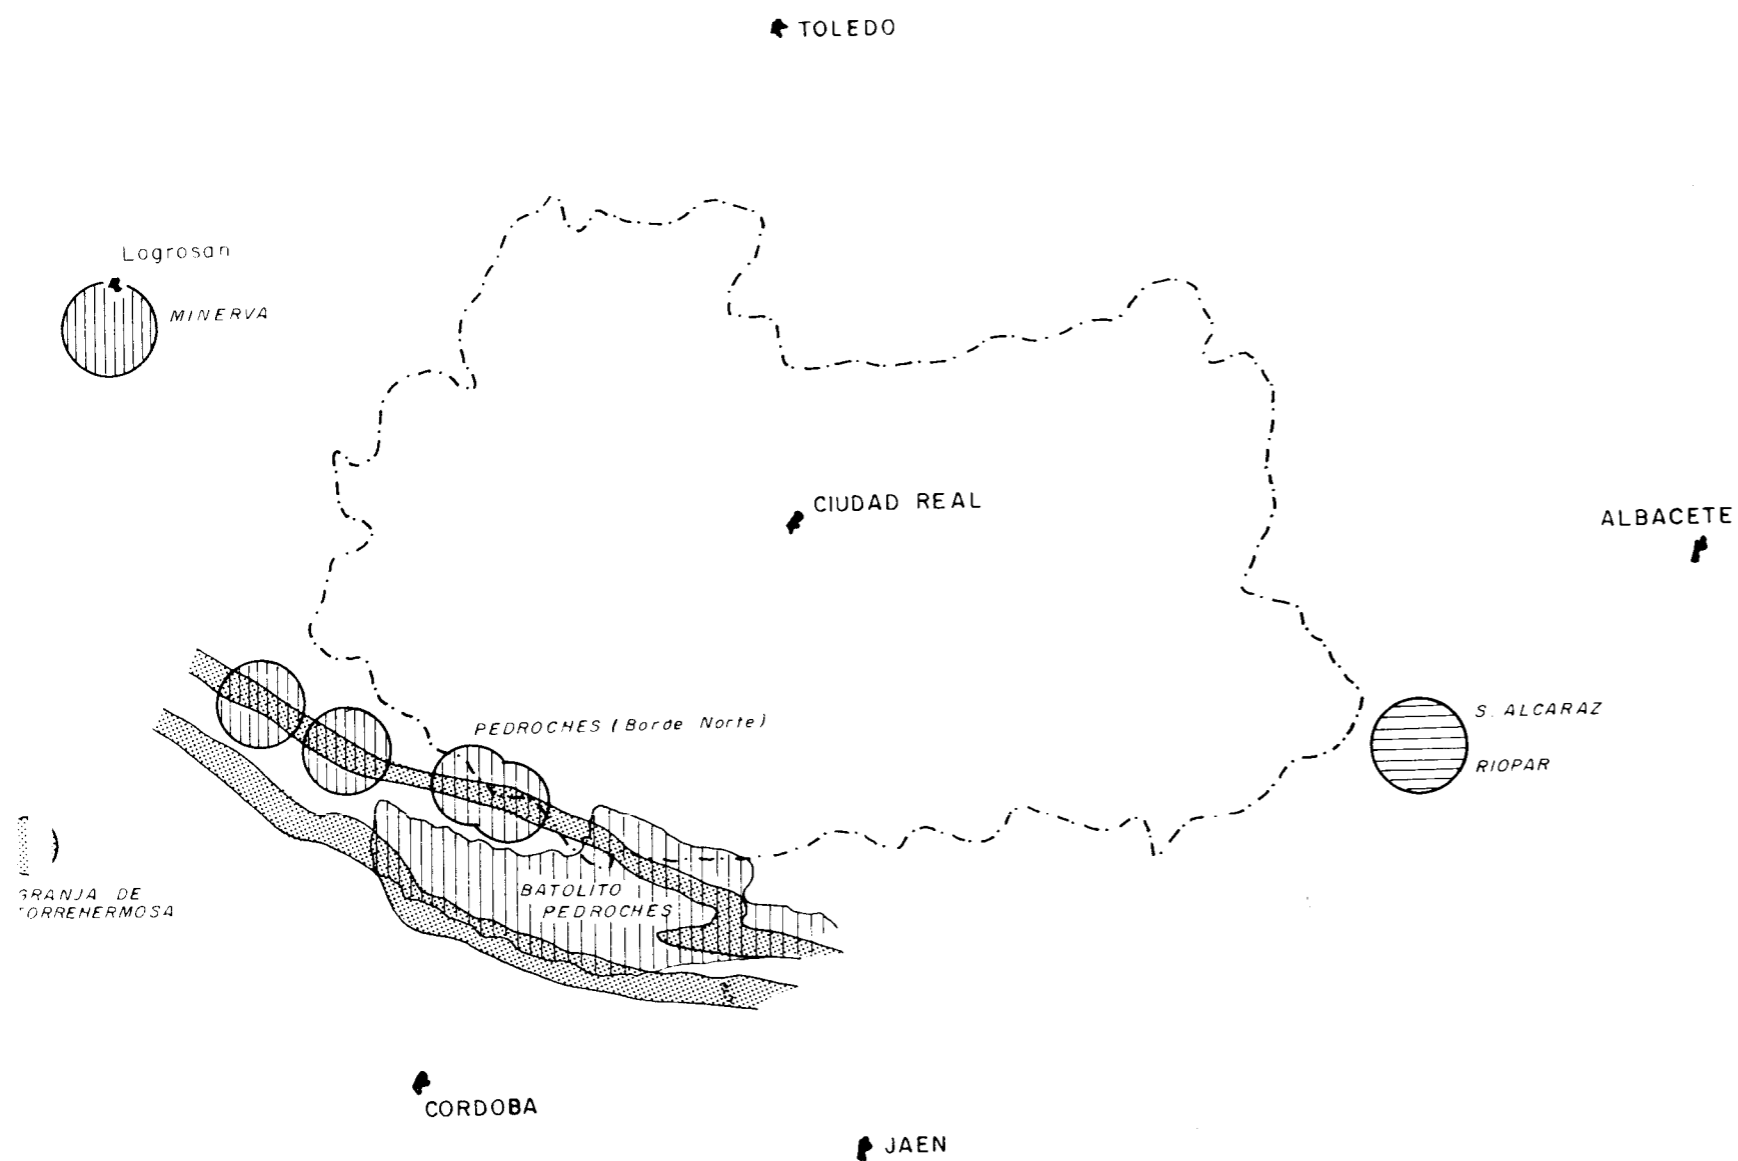 TOLEDO
Logrosan
MINERVA
CIUDAD REAL
ALBACETE
S. ALCARAZ
RIOPAR
PEDROCHES (Borde Norte)
GRANJA DE
TORREHERMOSA
BATOLITO
PEDROCHES
CORDOBA
JAEN